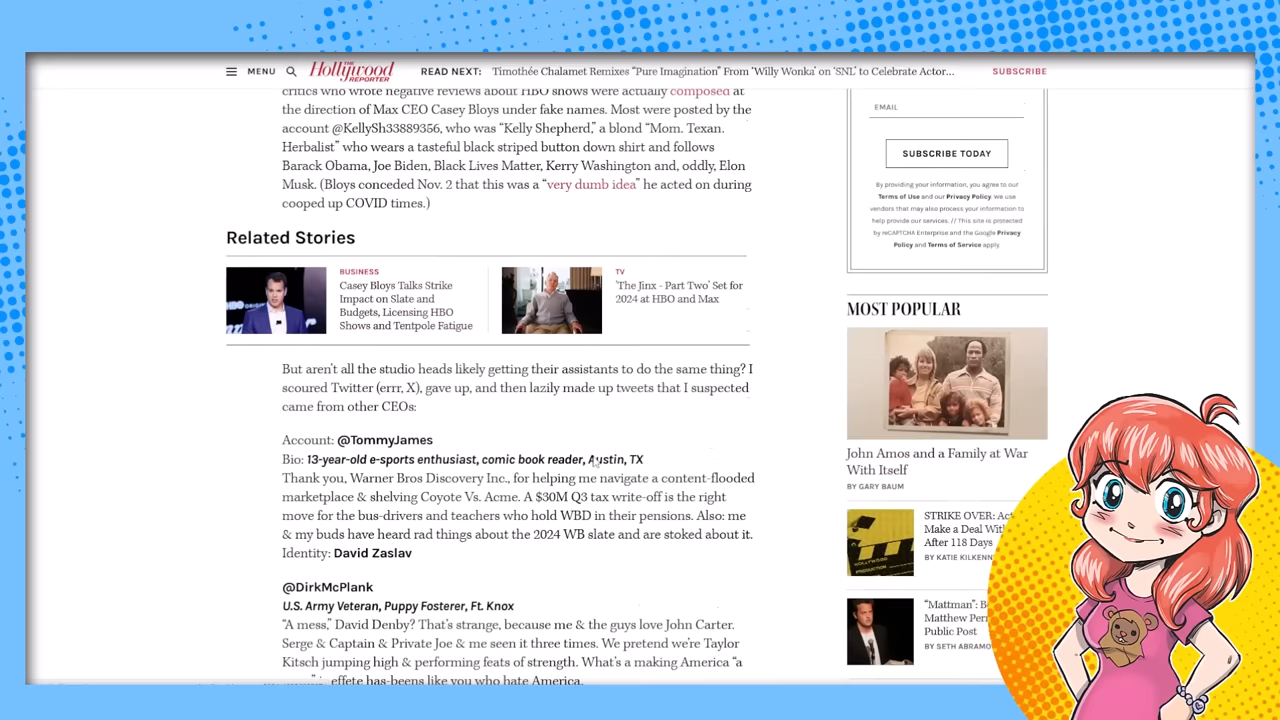 MENU
THE
Hollywood
REPORTER
READ NEXT: Timothée Chalamet Remixes “Pure Imagination” From ‘Willy Wonka’ on ‘SNL’ to Celebrate Actor…
SUBSCRIBE
critics who wrote negative reviews about HBO shows were actually composed at
the direction of Max CEO Casey Bloys under fake names. Most were posted by the
account @KellySh33889356, who was “Kelly Shepherd,” a blond “Mom. Texan.
Herbalist” who wears a tasteful black striped button down shirt and follows
Barack Obama, Joe Biden, Black Lives Matter, Kerry Washington and, oddly, Elon
Musk. (Bloys conceded Nov. 2 that this was a “very dumb idea” he acted on during
cooped up COVID times.)
Related Stories
BUSINESS
Casey Bloys Talks Strike
Impact on Slate and
Budgets, Licensing HBO
Shows and Tentpole Fatigue
TV
‘The Jinx - Part Two’ Set for
2024 at HBO and Max
But aren’t all the studio heads likely getting their assistants to do the same thing? I
scoured Twitter (errr, X), gave up, and then lazily made up tweets that I suspected
came from other CEOs:
Account: @TommyJames
Bio: 13-year-old e-sports enthusiast, comic book reader, Austin, TX
Thank you, Warner Bros Discovery Inc., for helping me navigate a content-flooded
marketplace & shelving Coyote Vs. Acme. A $30M Q3 tax write-off is the right
move for the bus-drivers and teachers who hold WBD in their pensions. Also: me
& my buds have heard rad things about the 2024 WB slate and are stoked about it.
Identity: David Zaslav
@DirkMcPlank
U.S. Army Veteran, Puppy Fosterer, Ft. Knox
“A mess,” David Denby? That’s strange, because me & the guys love John Carter.
Serge & Captain & Private Joe & me seen it three times. We pretend we’re Taylor
Kitsch jumping high & performing feats of strength. What’s a making America “a
effete has-beens like you who hate America.
EMAIL
SUBSCRIBE TODAY
By providing your information, you agree to our
Terms of Use and our Privacy Policy. We use
vendors that may also process your information to
help provide our services. // This site is protected
by reCAPTCHA Enterprise and the Google Privacy
Policy and Terms of Service apply.
MOST POPULAR
John Amos and a Family at War
With Itself
BY GARY BAUM
STRIKE OVER:
Make a Deal
After 118 Days
BY KATIE
“Mattman”:
Matthew
Public Post
BY SETH